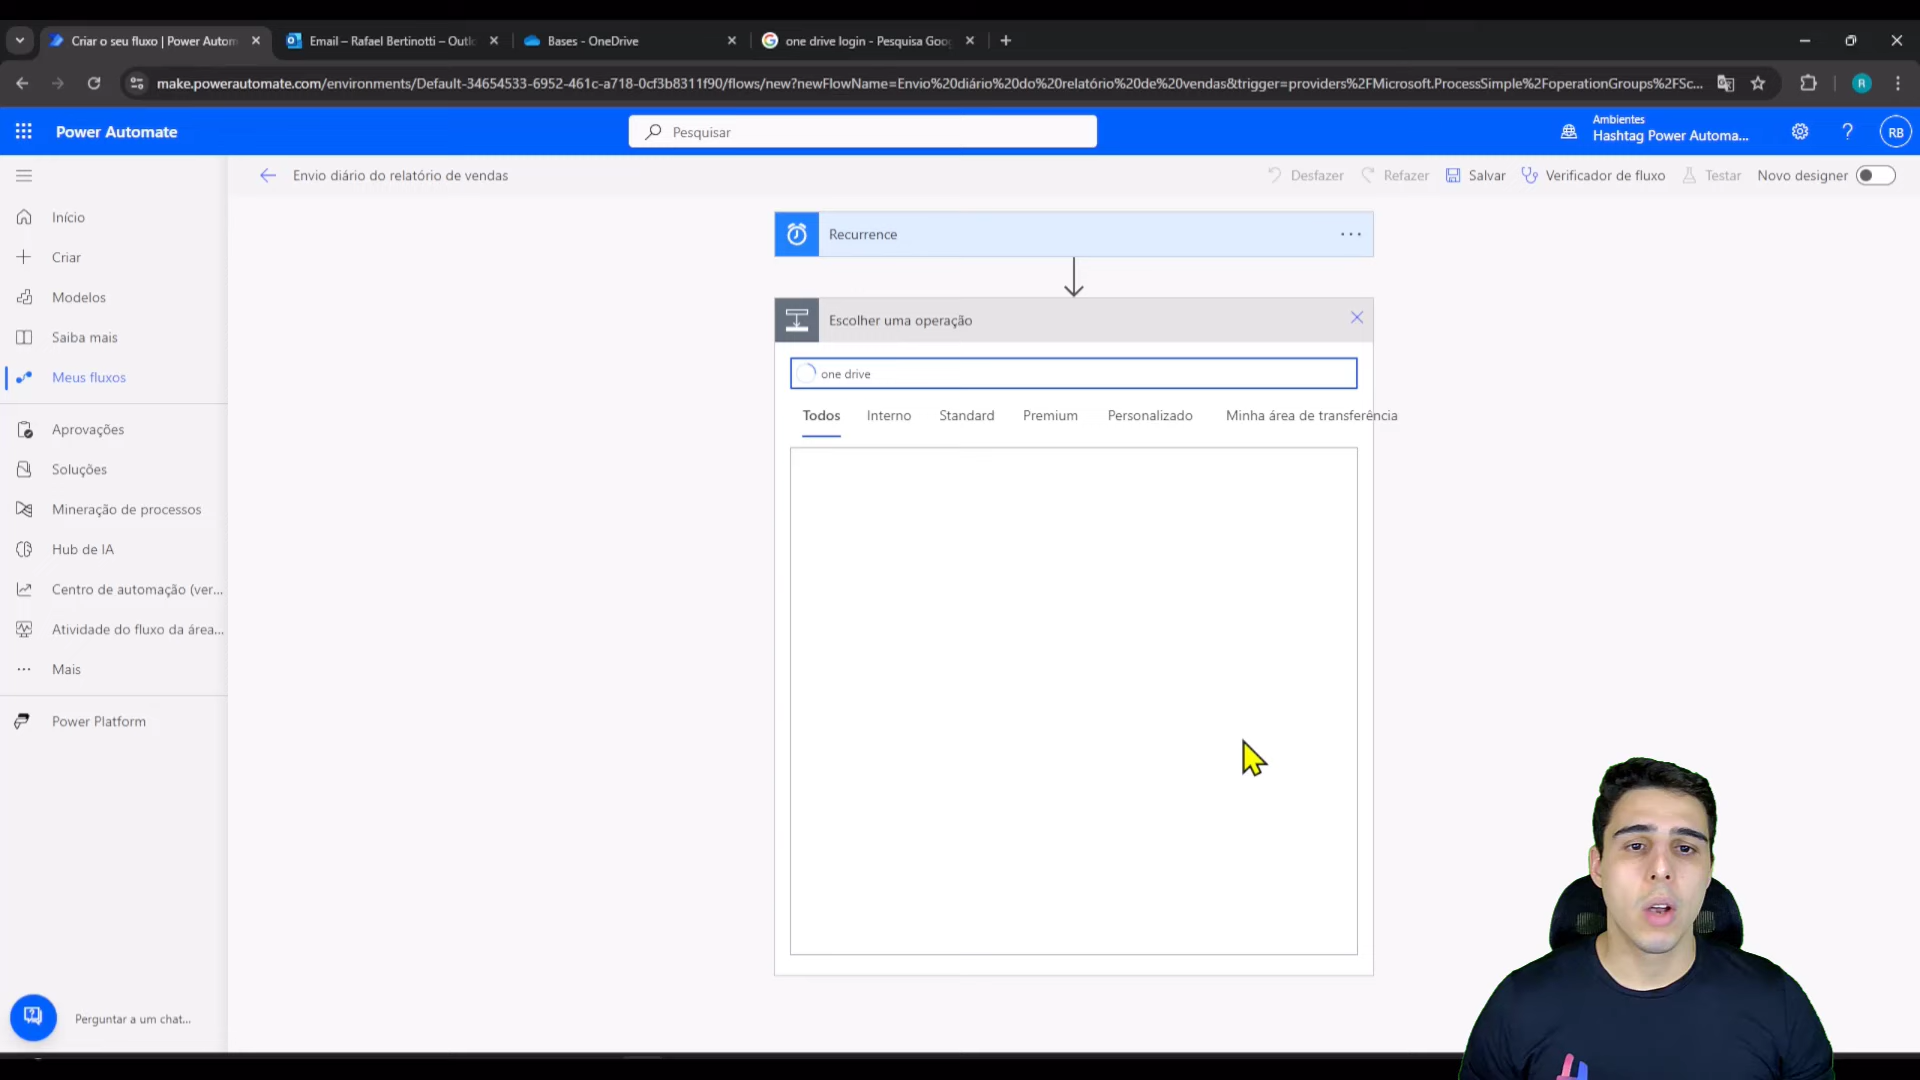 Criar o seu fluxo | Power Autom
Email – Rafael Bertinotti – Outl
Bases - OneDrive
one drive login - Pesquisa Goo
make.powerautomate.com/environments/Default-34654533-6952-461c-a718-0cf3b8311f90/flows/new?newFlowName=Envio%20diário%20do%20relatório%20de%20vendas&trigger=providers%2FMicrosoft.ProcessSimple%2FoperationGroups%2FSc...
R
Power Automate
Pesquisar
Ambientes
Hashtag Power Automa...
?
RB
Envio diário do relatório de vendas
Desfazer
Refazer
Salvar
Verificador de fluxo
Testar
Novo designer
Início
Criar
Modelos
Saiba mais
Meus fluxos
Aprovações
Soluções
Mineração de processos
Hub de IA
Centro de automação (ver...
Atividade do fluxo da área...
Mais
Power Platform
Perguntar a um chat...
Recurrence
Escolher uma operação
one drive
Todos
Interno
Standard
Premium
Personalizado
Minha área de transferência